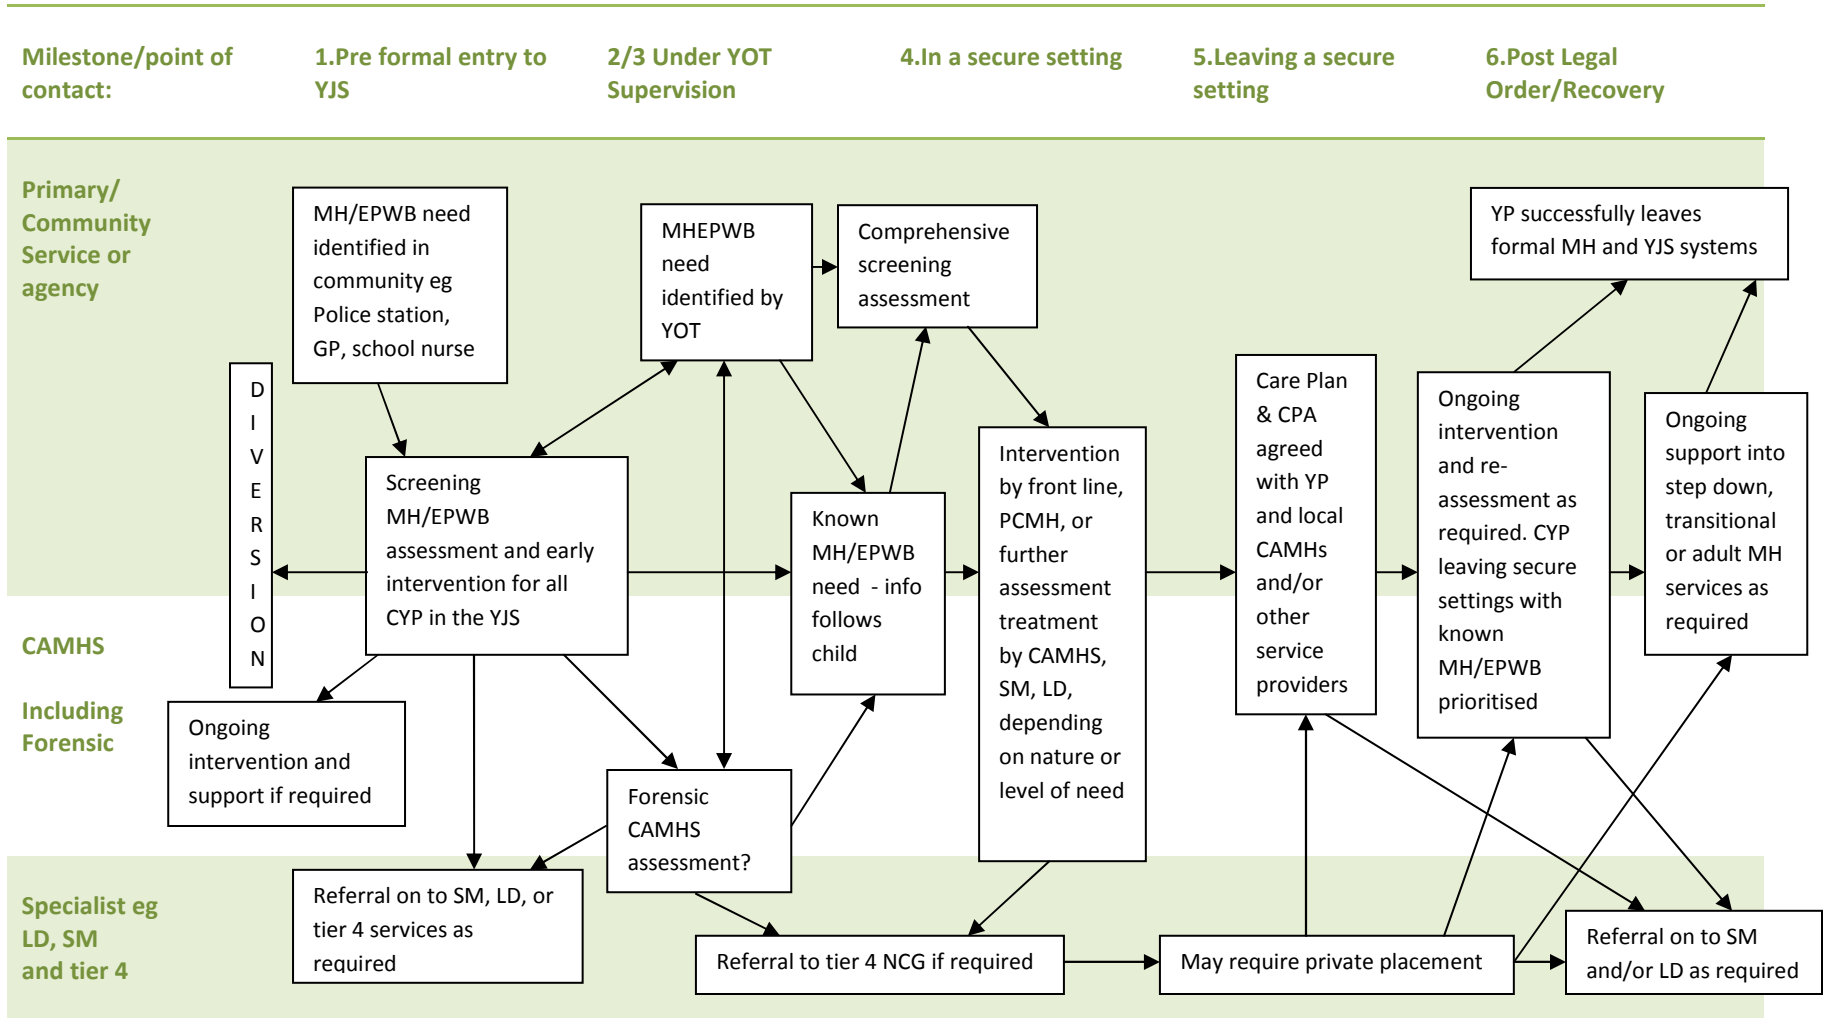 Milestone/point of
contact:
1.Pre formal entry to
YJS
2/3 Under YOT
Supervision
4.In a secure setting
5.Leaving a secure
setting
6.Post Legal
Order/Recovery
Primary/
Community
Service or
agency
MH/EPWB need
identified in
community eg
Police station,
GP, school nurse
MHEPWB
need
identified by
YOT
Comprehensive
screening
assessment
YP successfully leaves
formal MH and YJS systems
D
I
V
E
R
S
I
O
N
Screening
MH/EPWB
assessment and early
intervention for all
CYP in the YJS
Known
MH/EPWB
need - info
follows
child
Intervention
by front line,
PCMH, or
further
assessment
treatment
by CAMHS,
SM, LD,
depending
on nature or
level of need
Care Plan
& CPA
agreed
with YP
and local
CAMHs
and/or
other
service
providers
Ongoing
intervention
and re-
assessment as
required. CYP
leaving secure
settings with
known
MH/EPWB
prioritised
Ongoing
support into
step down,
transitional
or adult MH
services as
required
CAMHS
Including
Forensic
Ongoing
intervention and
support if required
Forensic
CAMHS
assessment?
Specialist eg
LD, SM
and tier 4
Referral on to SM, LD, or
tier 4 services as
required
Referral to tier 4 NCG if required
May require private placement
Referral on to SM
and/or LD as required